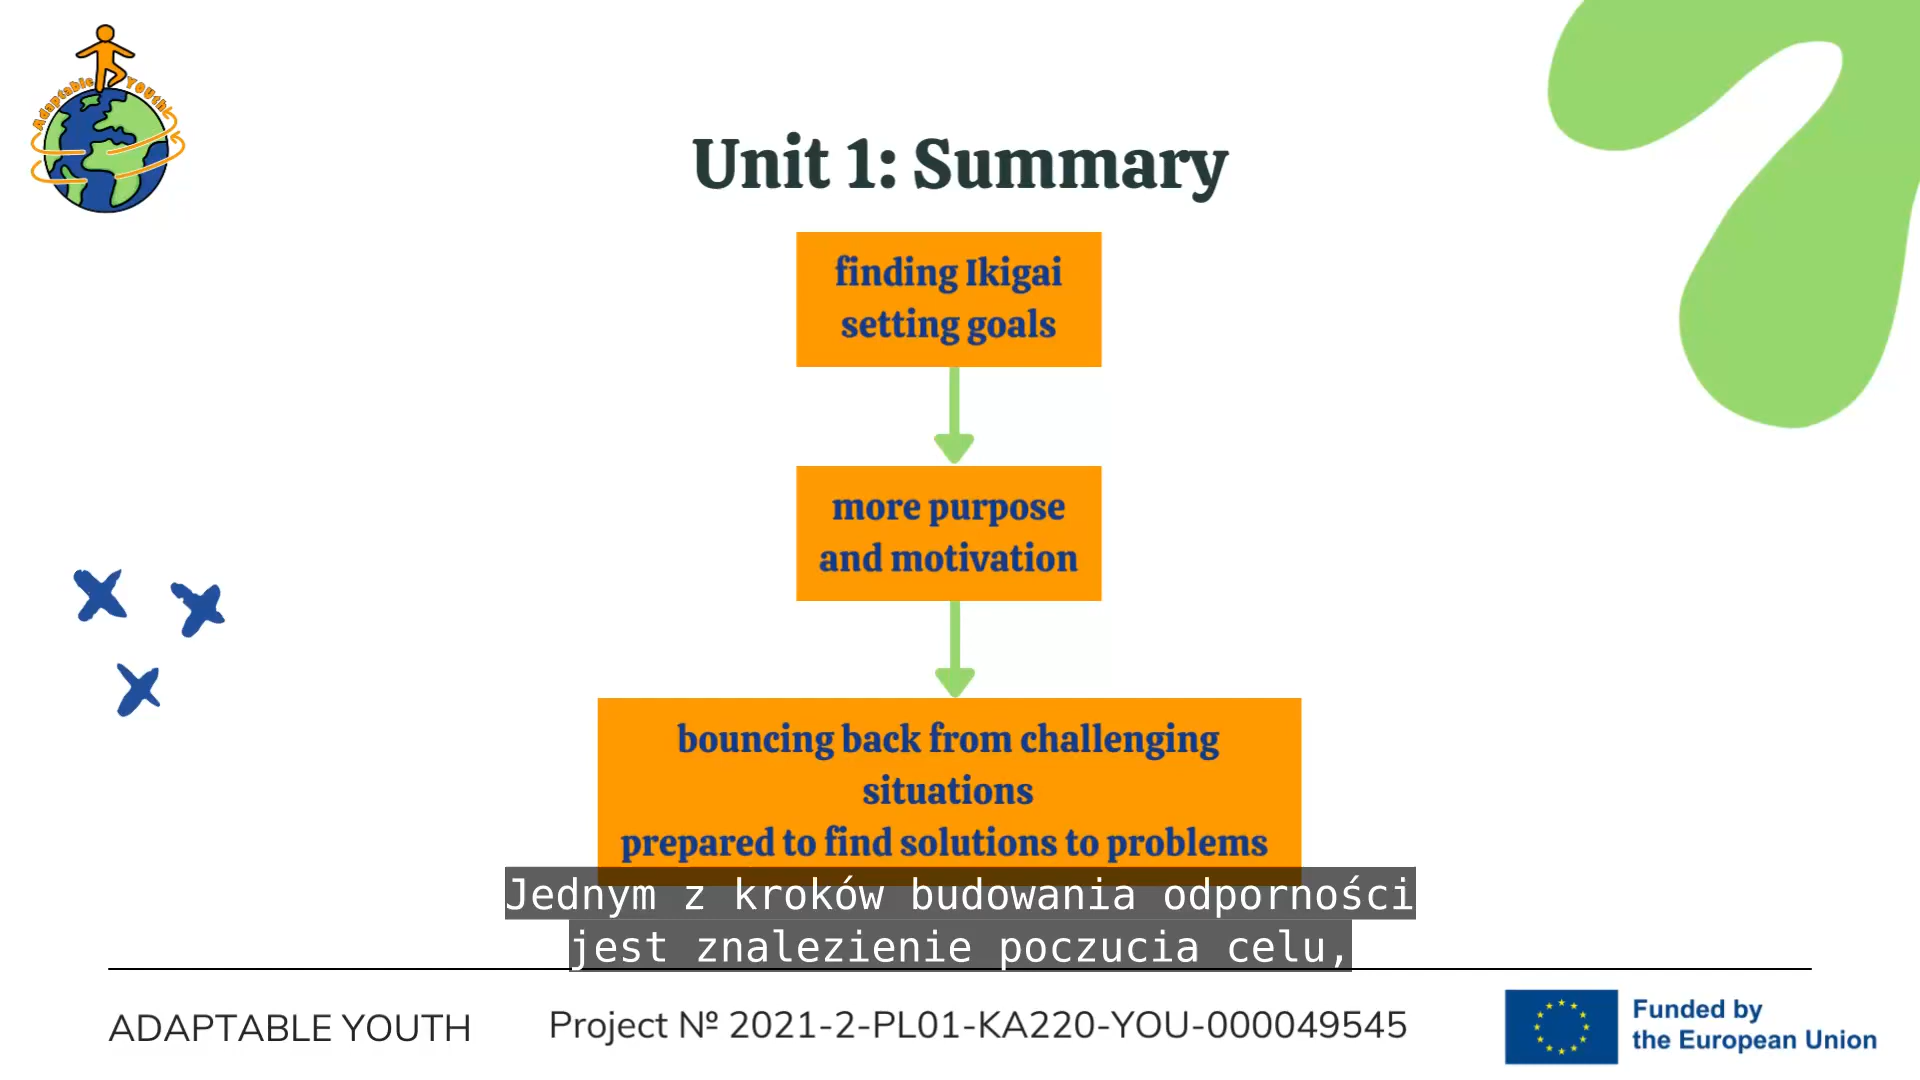 Adaptable YOUth
Unit 1: Summary
finding Ikigai
setting goals
more purpose
and motivation
bouncing back from challenging
situations
prepared to find solutions to problems
Jednym z kroków budowania odporności
jest znalezienie poczucia celu,
ADAPTABLE YOUTH
Project № 2021-2-PL01-KA220-YOU-000049545
Funded by
the European Union